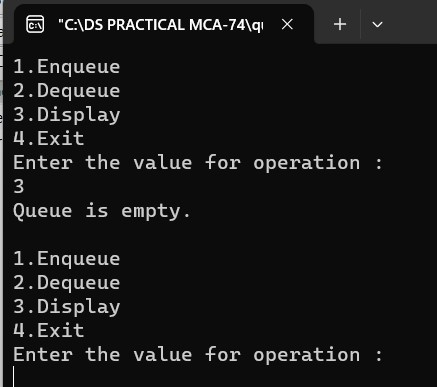 "C:\DS PRACTICAL MCA-74\qu
1.Enqueue
2.Dequeue
3.Display
4.Exit
Enter the value for operation :
3
Queue is empty.
1.Enqueue
2.Dequeue
3.Display
4.Exit
Enter the value for operation :